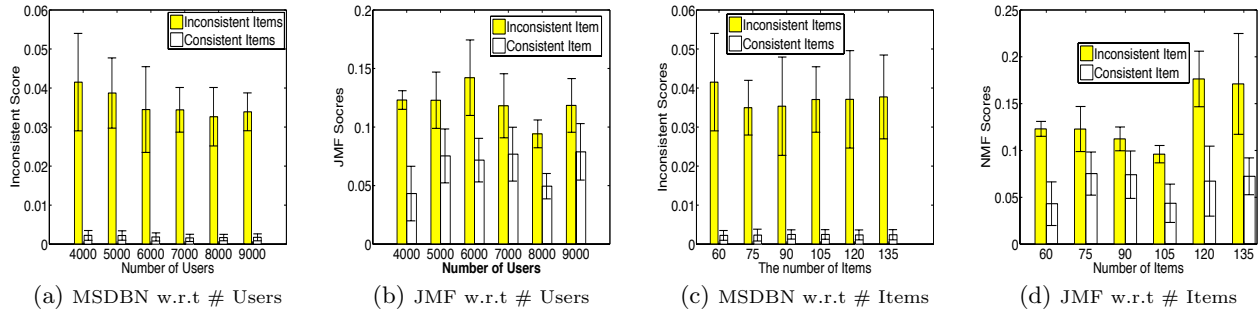 0.06
0.05
0.04
0.03
0.02
0.01
0
Inconsistent Score
Inconsistent Items
Consistent Items
4000 5000 6000 7000 8000 9000
Number of Users
(a) MSDBN w.r.t # Users
0.2
0.15
0.1
0.05
0
JMF Socres
Inconsistent Item
Consistent Item
4000 5000 6000 7000 8000 9000
Number of Users
(b) JMF w.r.t # Users
0.06
0.05
0.04
0.03
0.02
0.01
0
Inconsistent Scores
Inconsistent Items
Consistent Items
60 75 90 105 120 135
The number of Items
(c) MSDBN w.r.t # Items
0.25
0.2
0.15
0.1
0.05
0
NMF Scores
Inconsistent Item
Consistent Item
60 75 90 105 120 135
Number of Items
(d) JMF w.r.t # Items